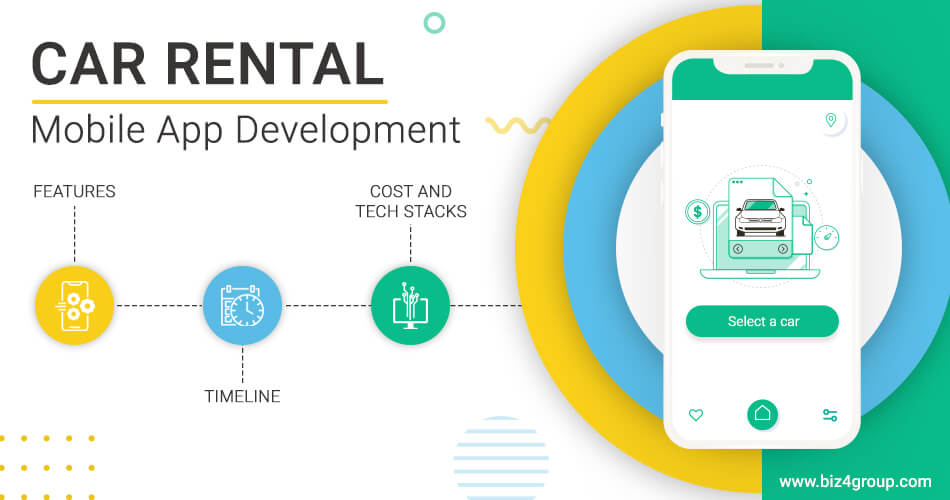 CAR RENTAL
Mobile App Development
FEATURES
COST AND
TECH STACKS
TIMELINE
$
Select a car
www.biz4group.com